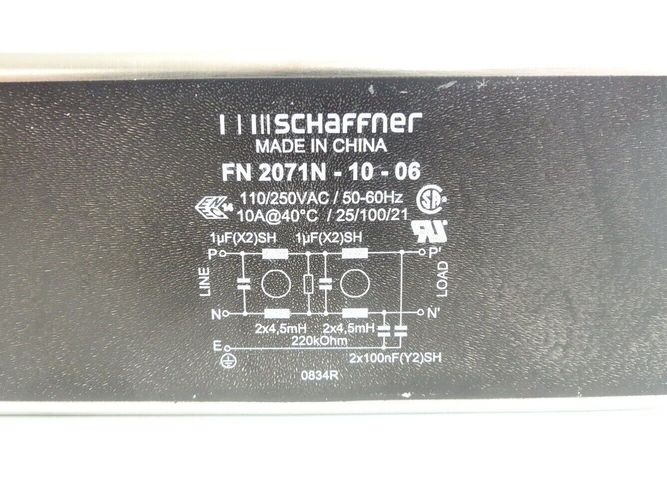 SCHAFFNER
MADE IN CHINA
FN 2071N - 10 - 06
110/250VAC / 50-60Hz
10A@40°C / 25/100/21
14
1µF(X2)SH 1µF(X2)SH
P P'
LINE LOAD
N N'
2x4,5mH 2x4,5mH
220kOhm
E
2x100nF(Y2)SH
0834R